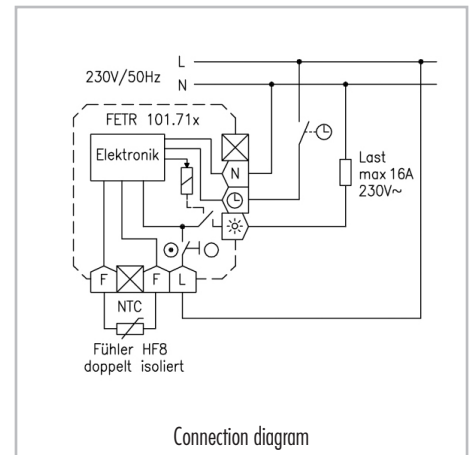 L
230V/50Hz
N
FETR 101.71x
Elektronik
N
Last
max 16A
230V~
F F L
NTC
Fühler HF8
doppelt isoliert
Connection diagram